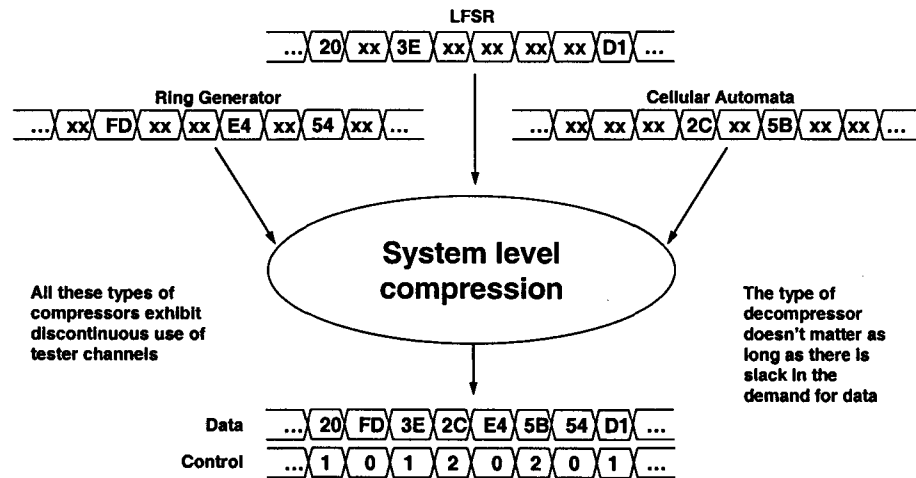 LFSR
... 20 xx 3E xx xx xx xx D1 ...
Ring Generator
... xx FD xx xx E4 xx 54 xx ...
Cellular Automata
... xx xx xx 2C xx 5B xx xx ...
System level
compression
All these types of
compressors exhibit
discontinuous use of
tester channels
The type of
decompressor
doesn't matter as
long as there is
slack in the
demand for data
Data ... 20 FD 3E 2C E4 5B 54 D1 ...
Control ... 1 0 1 2 0 2 0 1 ...